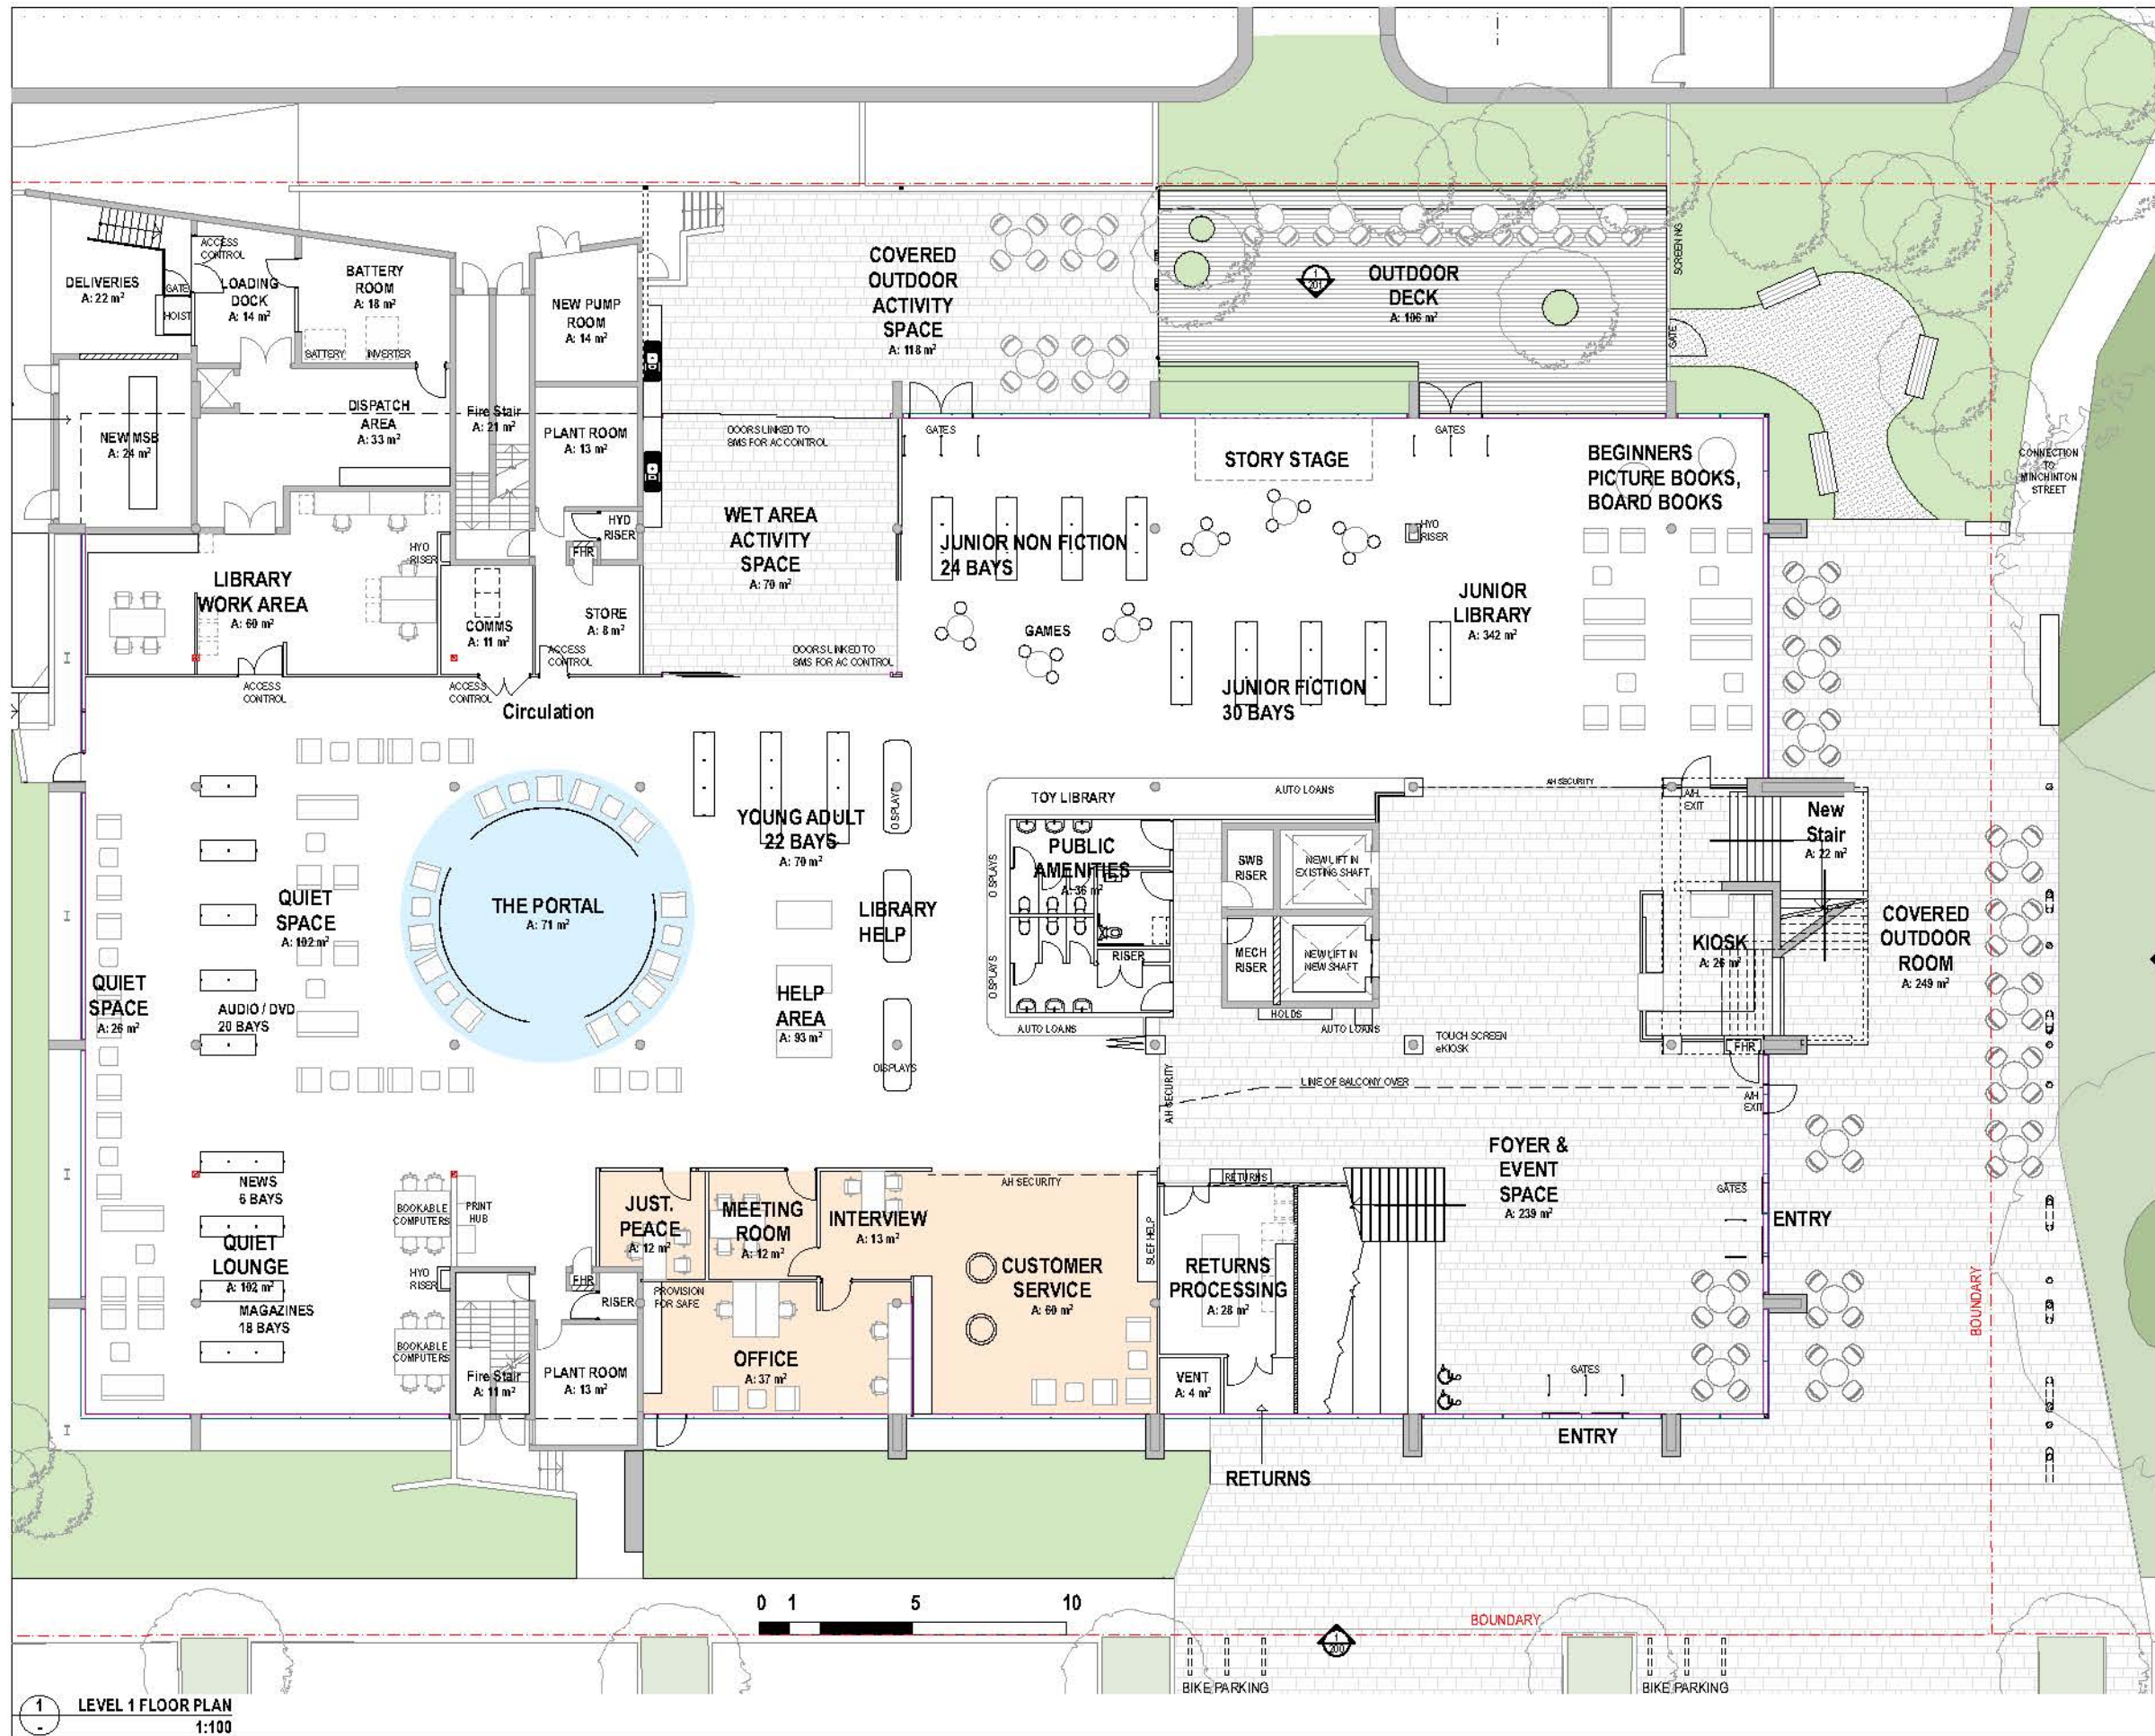 ACCESS
CONTROL
DELIVERIES
A: 22 m²
GATE
HOIST
LOADING
DOCK
A: 14 m²
BATTERY
ROOM
A: 18 m²
BATTERY
INVERTER
NEW PUMP
ROOM
A: 14 m²
COVERED
OUTDOOR
ACTIVITY
SPACE
A: 118 m²
1
201
OUTDOOR
DECK
A: 106 m²
SCREENING
GATE
NEW MSB
A: 24 m²
DISPATCH
AREA
A: 33 m²
Fire Stair
A: 21 m²
PLANT ROOM
A: 13 m²
DOORS LINKED TO
BMS FOR AC CONTROL
GATES
STORY STAGE
GATES
BEGINNERS
PICTURE BOOKS,
BOARD BOOKS
CONNECTION
TO
MINCHINTON
STREET
HYD
RISER
FHR
WET AREA
ACTIVITY
SPACE
A: 70 m²
JUNIOR NON FICTION
24 BAYS
HYD
RISER
HYD
RISER
LIBRARY
WORK AREA
A: 60 m²
COMMS
A: 11 m²
STORE
A: 8 m²
ACCESS
CONTROL
GAMES
JUNIOR
LIBRARY
A: 342 m²
DOORS LINKED TO
BMS FOR AC CONTROL
ACCESS
CONTROL
ACCESS
CONTROL
Circulation
JUNIOR FICTION
30 BAYS
TOY LIBRARY
AUTO LOANS
AH SECURITY
A/H
EXIT
New
Stair
A: 22 m²
YOUNG ADULT
22 BAYS
A: 70 m²
DISPLAYS
DISPLAYS
PUBLIC
AMENITIES
A: 36 m²
SWB
RISER
NEW LIFT IN
EXISTING SHAFT
QUIET
SPACE
A: 102 m²
THE PORTAL
A: 71 m²
LIBRARY
HELP
MECH
RISER
NEW LIFT IN
NEW SHAFT
RISER
KIOSK
A: 26 m²
COVERED
OUTDOOR
ROOM
A: 249 m²
QUIET
SPACE
A: 26 m²
AUDIO / DVD
20 BAYS
HELP
AREA
A: 93 m²
DISPLAYS
DISPLAYS
AUTO LOANS
HOLDS
AUTO LOANS
TOUCH SCREEN
eKIOSK
FHR
LINE OF BALCONY OVER
AH SECURITY
A/H
EXIT
NEWS
6 BAYS
BOOKABLE
COMPUTERS
PRINT
HUB
JUST.
PEACE
A: 12 m²
MEETING
ROOM
A: 12 m²
INTERVIEW
A: 13 m²
AH SECURITY
RETURNS
FOYER &
EVENT
SPACE
A: 239 m²
GATES
ENTRY
QUIET
LOUNGE
A: 102 m²
HYD
RISER
FHR
RISER
PROVISION
FOR SAFE
CUSTOMER
SERVICE
A: 60 m²
SLEF HELP
RETURNS
PROCESSING
A: 28 m²
MAGAZINES
18 BAYS
BOOKABLE
COMPUTERS
Fire Stair
A: 11 m²
PLANT ROOM
A: 13 m²
OFFICE
A: 37 m²
VENT
A: 4 m²
GATES
BOUNDARY
ENTRY
RETURNS
0 1 5 10
BOUNDARY
1
200
BIKE PARKING
BIKE PARKING
1
-
LEVEL 1 FLOOR PLAN
1:100